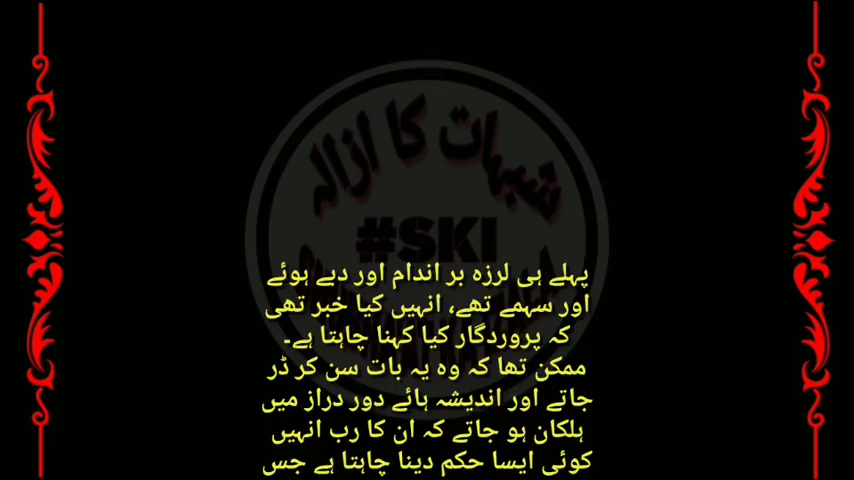 شبہات کا ازالہ
#SKI
پہلے ہی لرزہ بر اندام اور دبے ہوئے
اور سہمے تھے، انہیں کیا خبر تھی
کہ پروردگار کیا کہنا چاہتا ہے۔
ممکن تھا کہ وہ یہ بات سن کر ڈر
جاتے اور اندیشہ ہائے دور دراز میں
ہلکان ہو جاتے کہ ان کا رب انہیں
کوئی ایسا حکم دینا چاہتا ہے جس